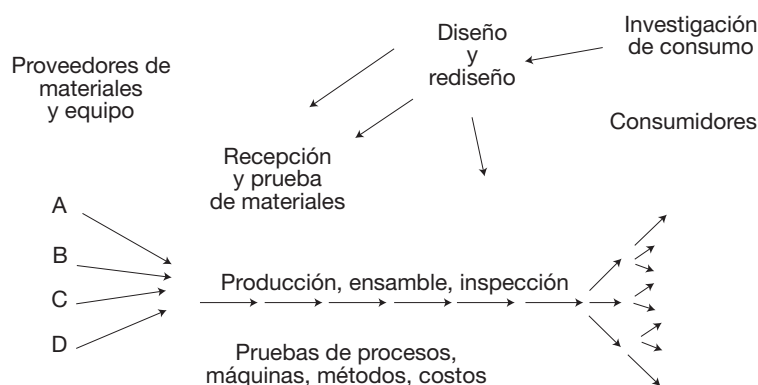 Proveedores de
materiales
y equipo
Diseño
y
rediseño
Investigación
de consumo
Consumidores
Recepción
y prueba
de materiales
A
B
C
D
Producción, ensamble, inspección
Pruebas de procesos,
máquinas, métodos, costos